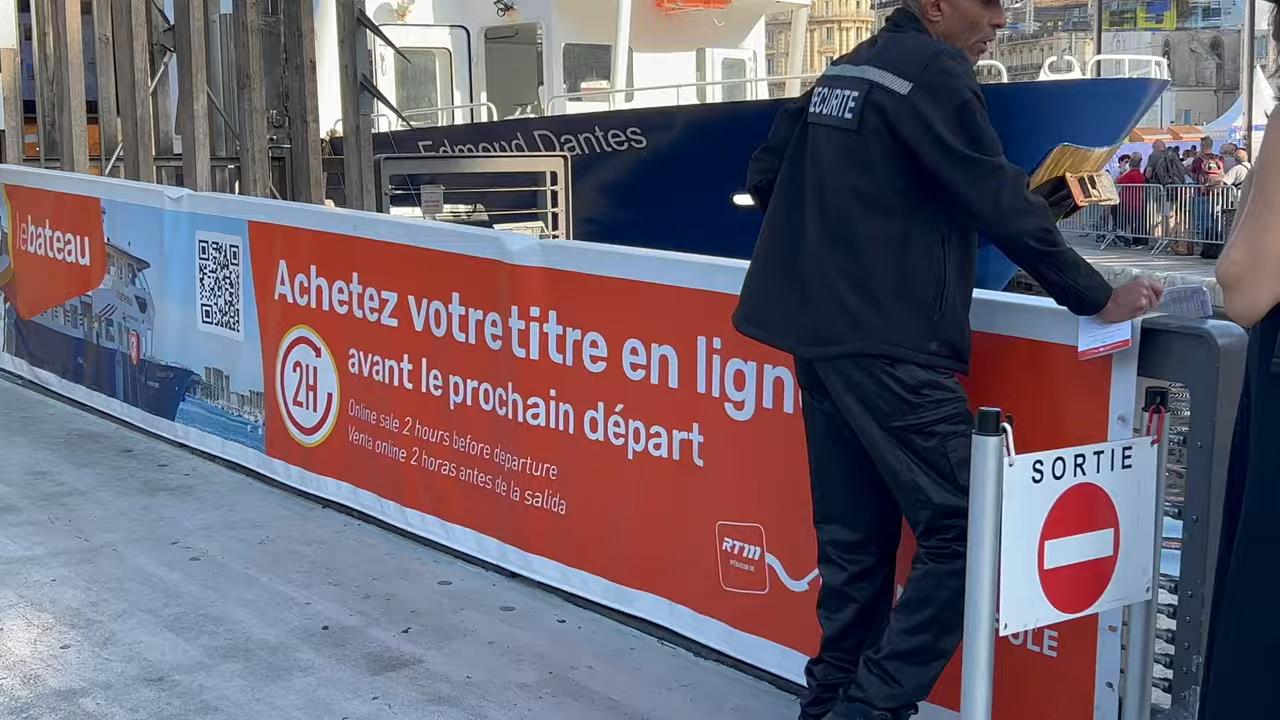 Edmond Dantes
SECURITE
lebateau
Achetez votre titre en lign
2H
avant le prochain départ
Online sale 2 hours before departure
Venta online 2 horas antes de la salida
RTM
SORTIE
OLE